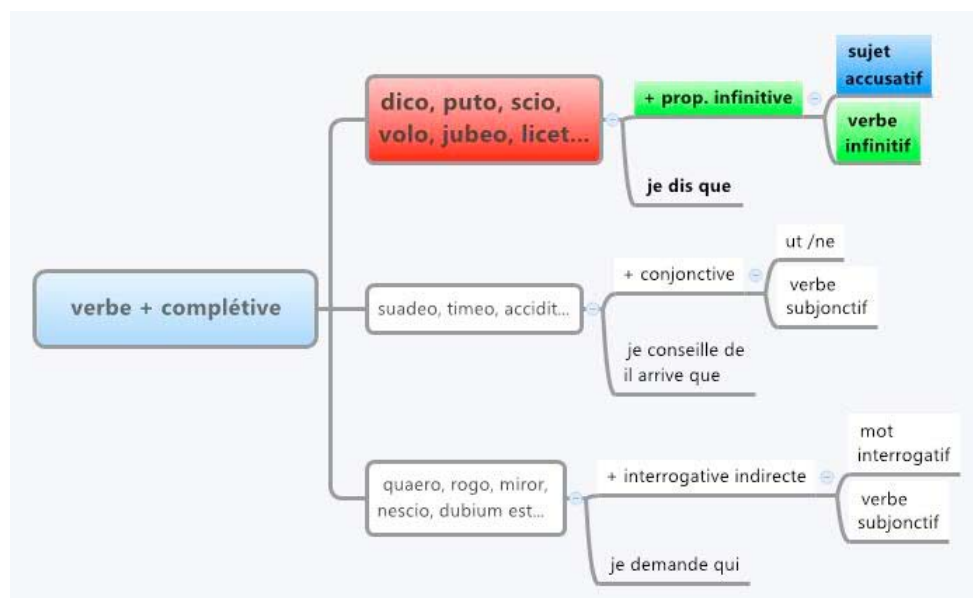 verbe + complétive
dico, puto, scio,
volo, jubeo, licet...
+ prop. infinitive
sujet
accusatif
verbe
infinitif
je dis que
suadeo, timeo, accidit...
+ conjonctive
ut /ne
verbe
subjonctif
je conseille de
il arrive que
quaero, rogo, miror,
nescio, dubium est...
+ interrogative indirecte
mot
interrogatif
verbe
subjonctif
je demande qui